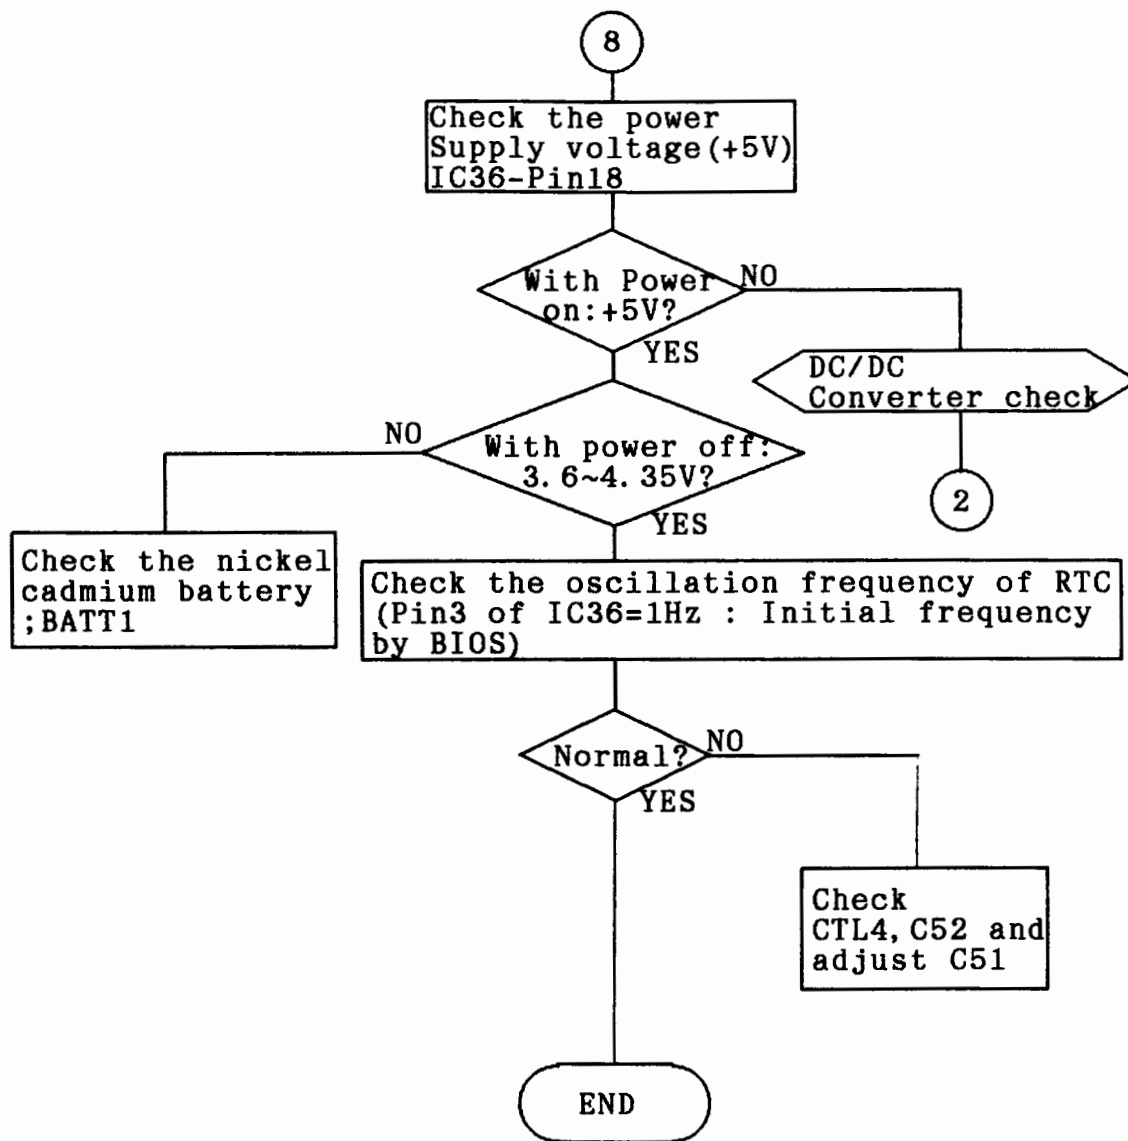 8
Check the power
Supply voltage(+5V)
IC36-Pin18
With Power
on:+5V?
NO
YES
DC/DC
Converter check
2
With power off:
3.6~4.35V?
NO
YES
Check the nickel
cadmium battery
;BATT1
Check the oscillation frequency of RTC
(Pin3 of IC36=1Hz : Initial frequency
by BIOS)
Normal?
NO
YES
Check
CTL4, C52 and
adjust C51
END